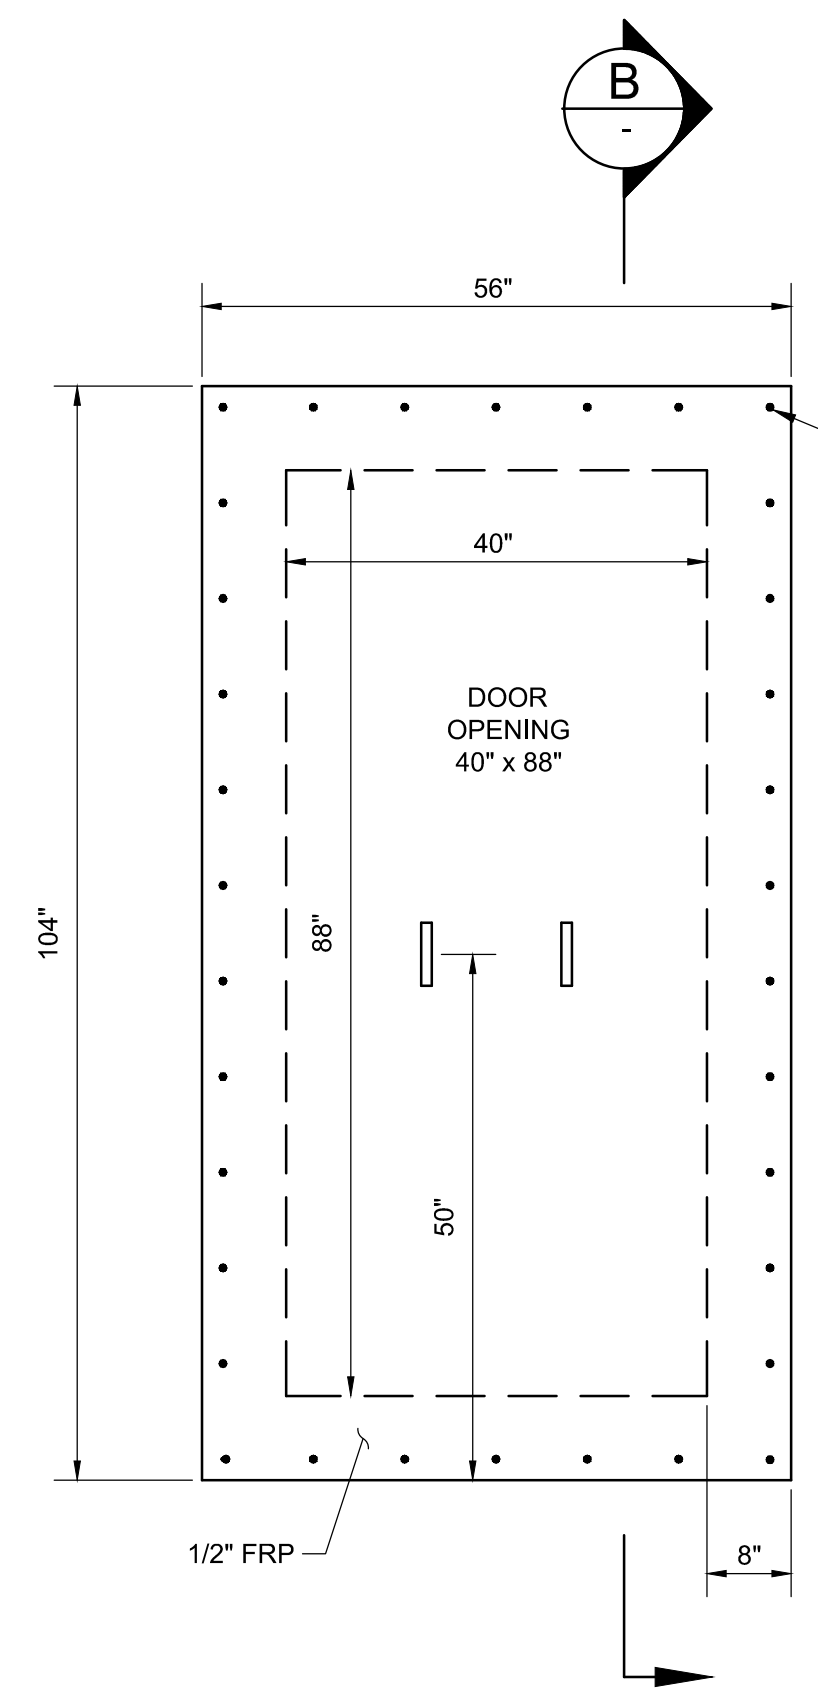 B
-
56"
40"
DOOR
OPENING
40" x 88"
104"
88"
50"
1/2" FRP
8"